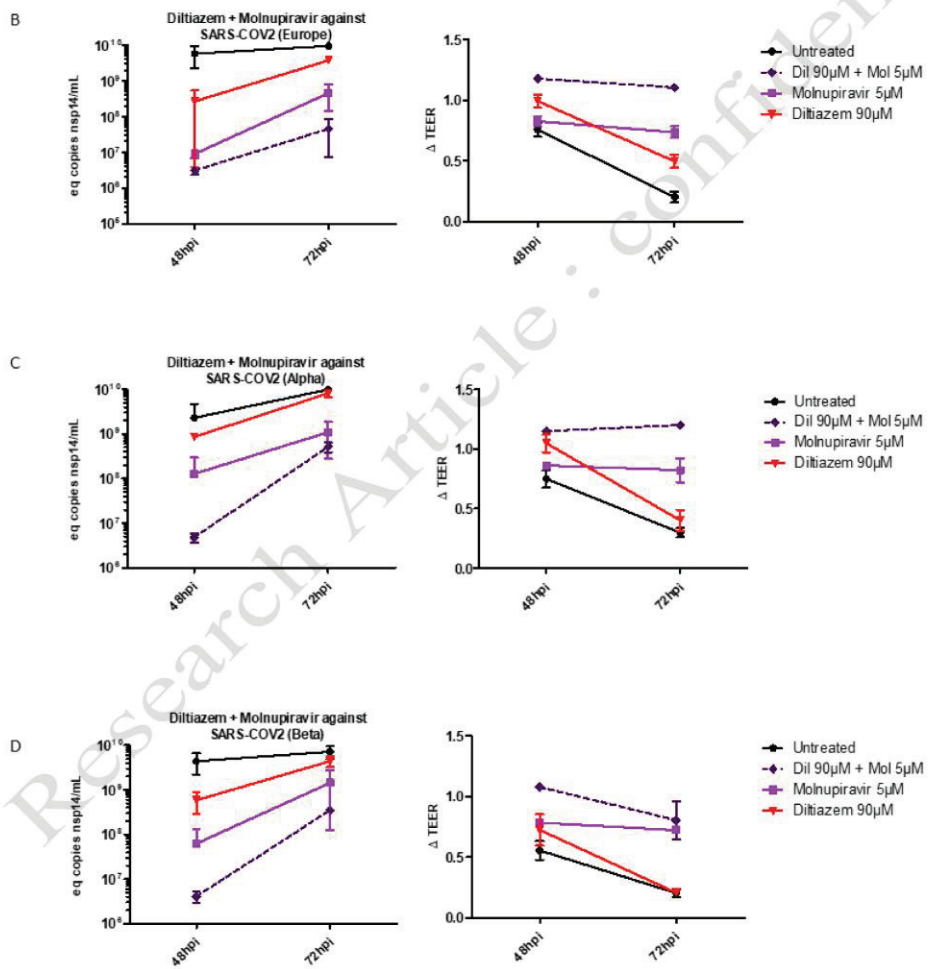 B
Diltiazem + Molnupiravir against
SARS-COV2 (Europe)
eq copies nsp14/mL
10^10
10^9
10^8
10^7
10^6
10^5
48hpi
72hpi
Δ TEER
1.5
1.0
0.5
0.0
48hpi
72hpi
Untreated
Dil 90µM + Mol 5µM
Molnupiravir 5µM
Diltiazem 90µM
C
Diltiazem + Molnupiravir against
SARS-COV2 (Alpha)
eq copies nsp14/mL
10^10
10^9
10^8
10^7
10^6
48hpi
72hpi
Δ TEER
1.5
1.0
0.5
0.0
48hpi
72hpi
Untreated
Dil 90µM + Mol 5µM
Molnupiravir 5µM
Diltiazem 90µM
D
Diltiazem + Molnupiravir against
SARS-COV2 (Beta)
eq copies nsp14/mL
10^10
10^9
10^8
10^7
10^6
48hpi
72hpi
Δ TEER
1.5
1.0
0.5
0.0
48hpi
72hpi
Untreated
Dil 90µM + Mol 5µM
Molnupiravir 5µM
Diltiazem 90µM
Research Article : confiden